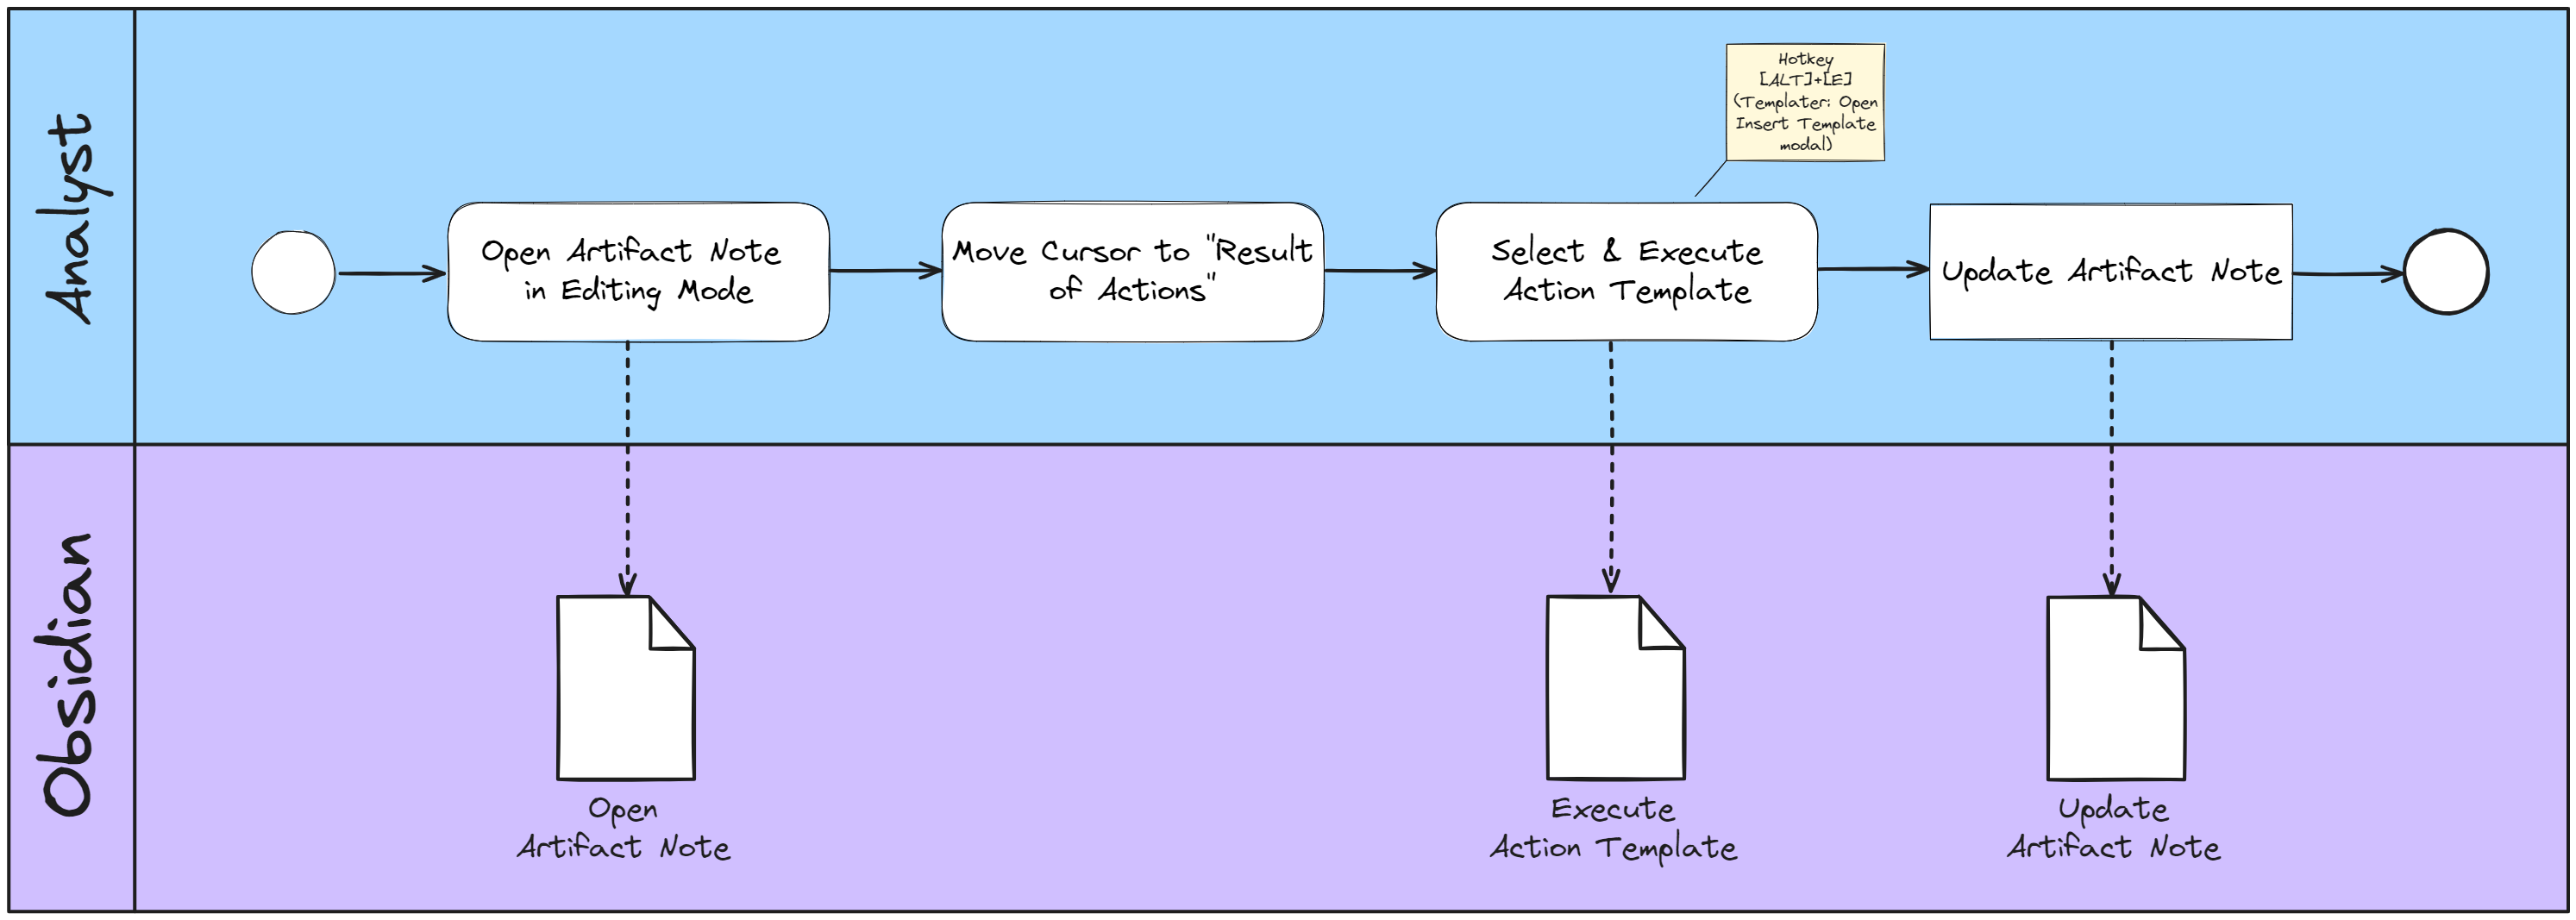 Analyst
Hotkey
[ALT]+[E]
(Templater: Open
Insert Template
modal)
Open Artifact Note
in Editing Mode
Move Cursor to "Result
of Actions"
Select & Execute
Action Template
Update Artifact Note
Obsidian
Open
Artifact Note
Execute
Action Template
Update
Artifact Note